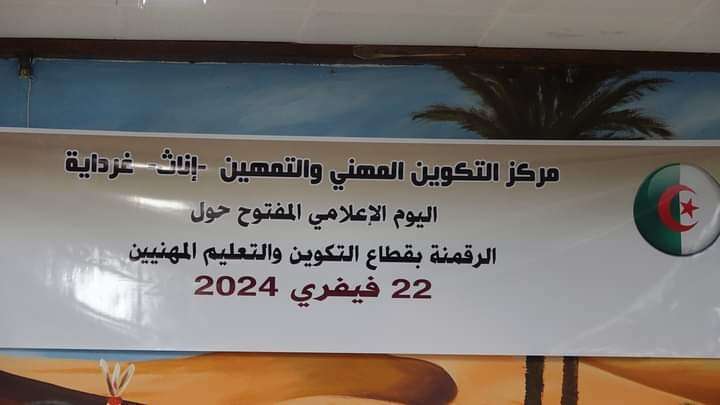 مركز التكوين المهني والتمهين -إناث- غرداية
اليوم الإعلامي المفتوح حول
الرقمنة بقطاع التكوين والتعليم المهنيين
22 فيفري 2024